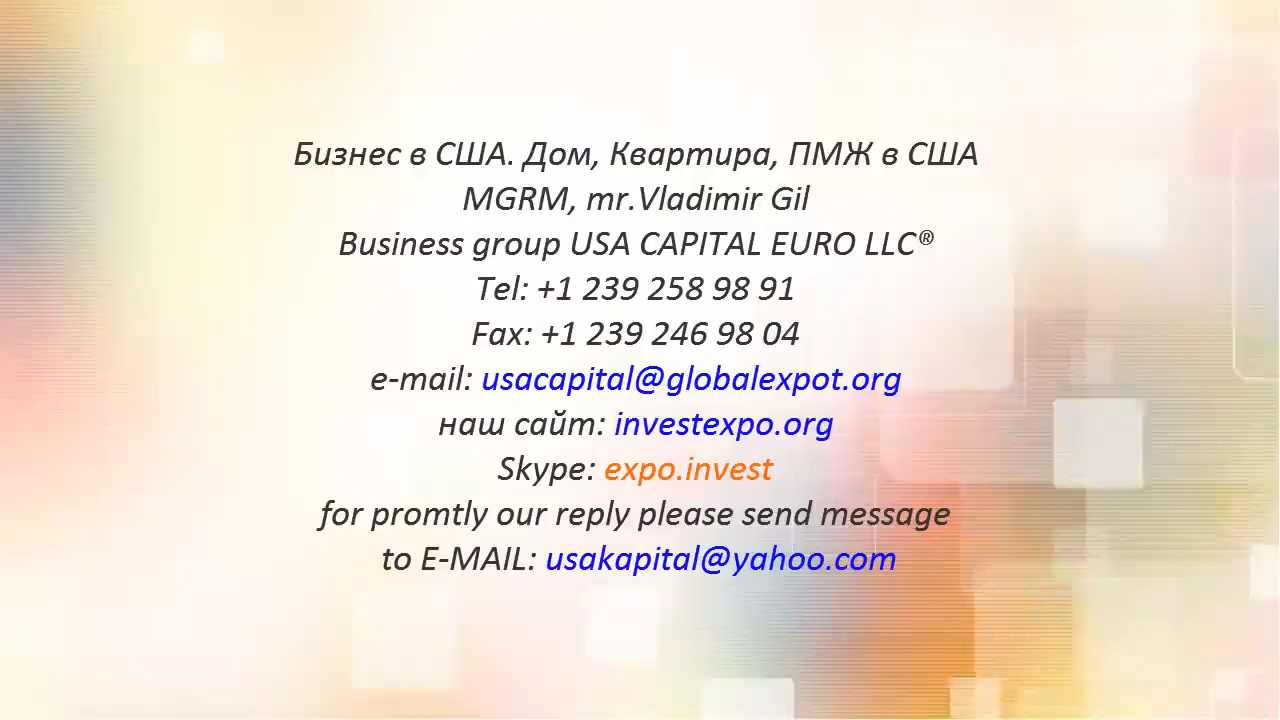 Бизнес в США. Дом, Квартира, ПМЖ в США
MGRM, mr.Vladimir Gil
Business group USA CAPITAL EURO LLC®
Tel: +1 239 258 98 91
Fax: +1 239 246 98 04
e-mail: usacapital@globalexpot.org
наш сайт: investexpo.org
Skype: expo.invest
for promtly our reply please send message
to E-MAIL: usakapital@yahoo.com